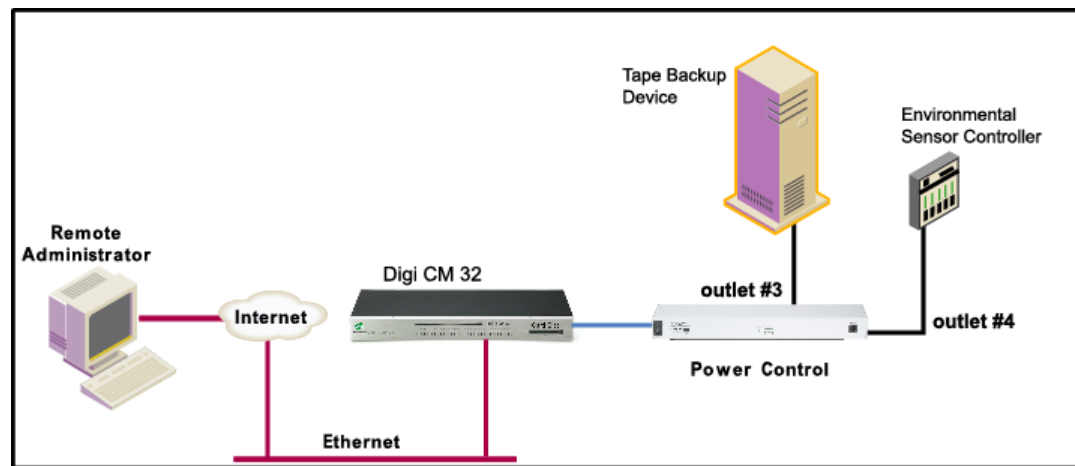 Tape Backup
Device
Environmental
Sensor Controller
Remote
Administrator
Digi CM 32
outlet #3
Internet
outlet #4
Power Control
Ethernet